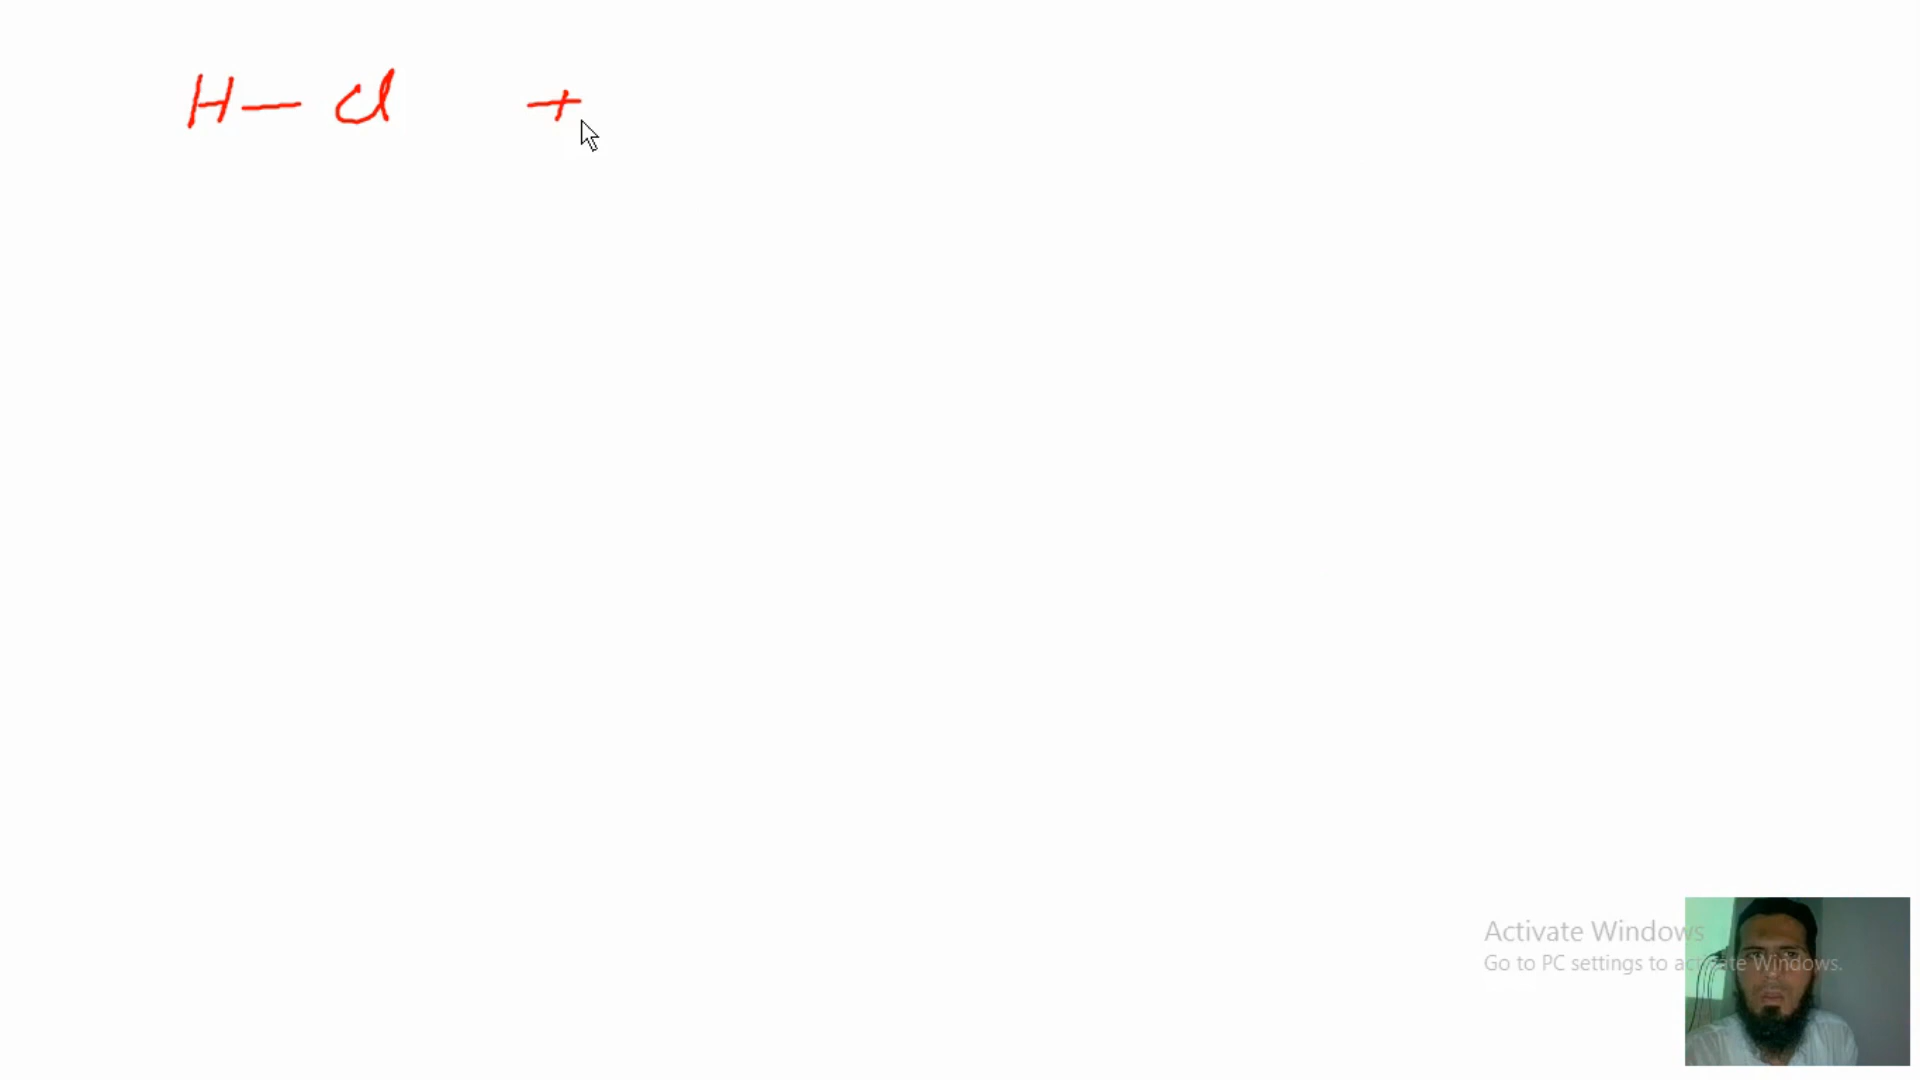 H — Cl +
Activate Windows
Go to PC settings to activate Windows.